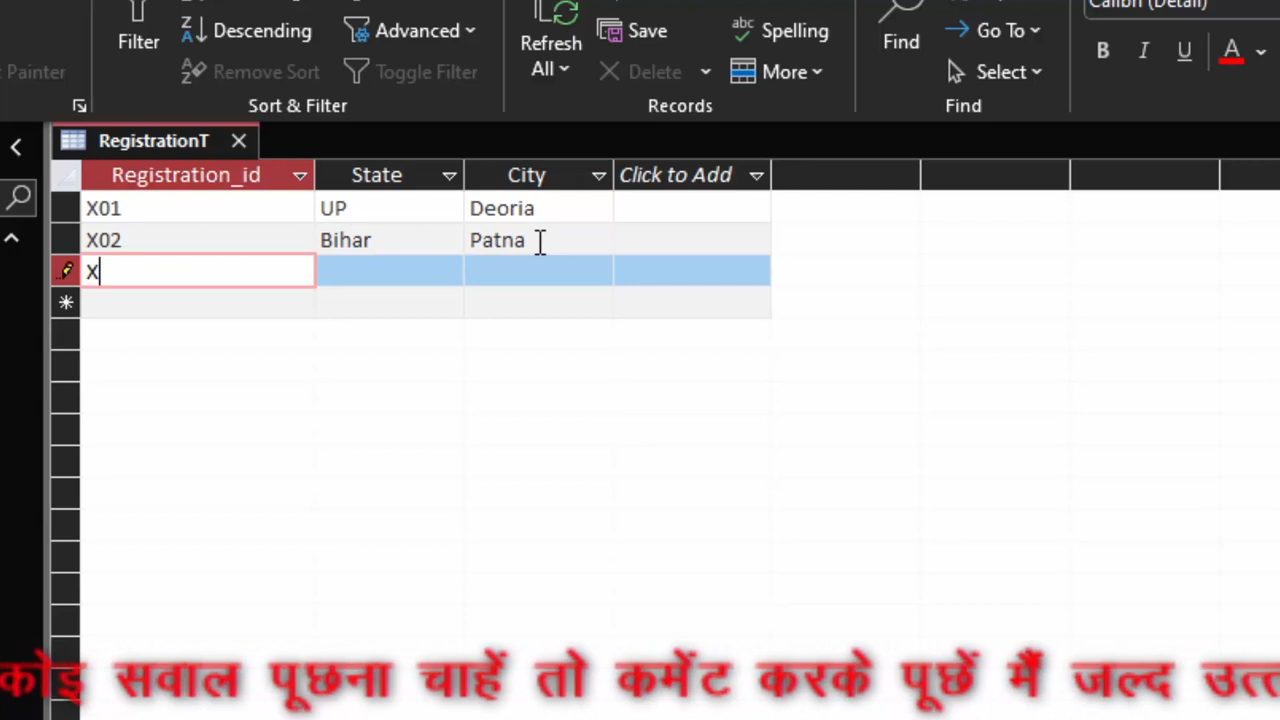 Calibri (Detail)
Filter
Descending
Advanced
Refresh
All
Save
Spelling
Find
Go To
B I U A
Painter
Remove Sort
Toggle Filter
Delete
More
Select
Sort & Filter
Records
Find
RegistrationT
Registration_id State City Click to Add
X01 UP Deoria
X02 Bihar Patna
X
कोइ सवाल पूछना चाहें तो कमेंट करके पूछें मैं जल्द